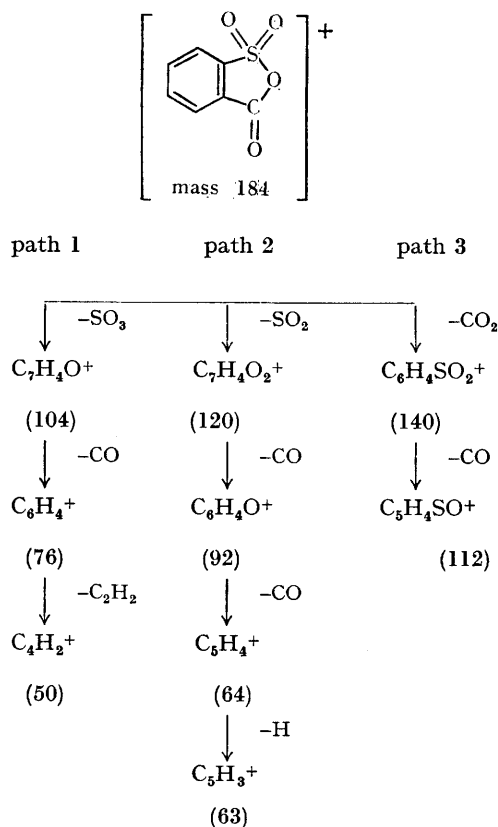 O O +
S
O
C
O
mass 184
path 1 path 2 path 3
–SO₃ –SO₂ –CO₂
C₇H₄O⁺ C₇H₄O₂⁺ C₆H₄SO₂⁺
(104) (120) (140)
–CO –CO –CO
C₆H₄⁺ C₆H₄O⁺ C₅H₄SO⁺
(76) (92) (112)
–C₂H₂ –CO
C₄H₂⁺ C₅H₄⁺
(50) (64)
–H
C₅H₃⁺
(63)